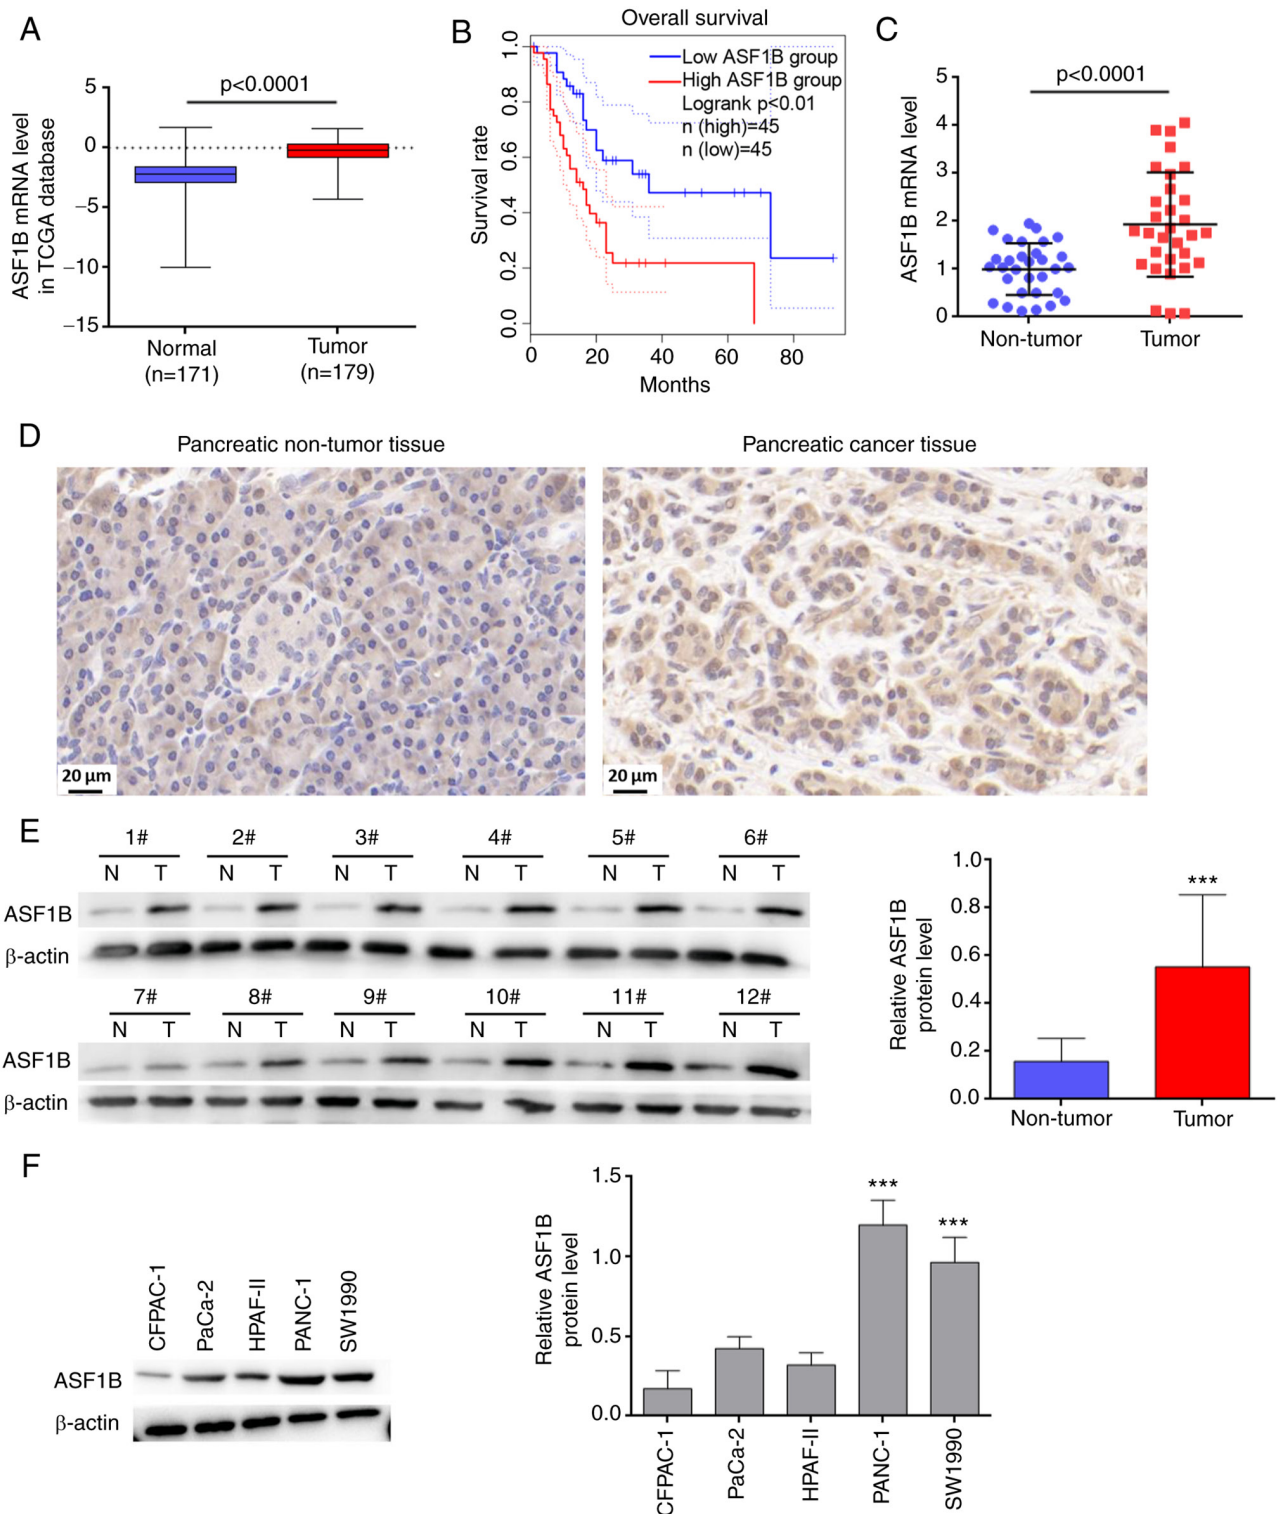 A
p<0.0001
ASF1B mRNA level
in TCGA database
5
0
−5
−10
−15
Normal
(n=171)
Tumor
(n=179)
B
Overall survival
Low ASF1B group
High ASF1B group
Logrank p<0.01
n (high)=45
n (low)=45
Survival rate
1.0
0.8
0.6
0.4
0.2
0.0
0 20 40 60 80
Months
C
p<0.0001
ASF1B mRNA level
5
4
3
2
1
0
Non-tumor Tumor
D
Pancreatic non-tumor tissue
Pancreatic cancer tissue
20 µm
20 µm
E
1# 2# 3# 4# 5# 6#
N T N T N T N T N T N T
ASF1B
β-actin
7# 8# 9# 10# 11# 12#
N T N T N T N T N T N T
ASF1B
β-actin
Relative ASF1B
protein level
1.0
0.8
0.6
0.4
0.2
0.0
***
Non-tumor Tumor
F
CFPAC-1
PaCa-2
HPAF-II
PANC-1
SW1990
ASF1B
β-actin
Relative ASF1B
protein level
1.5
1.0
0.5
0.0
***
***
CFPAC-1
PaCa-2
HPAF-II
PANC-1
SW1990